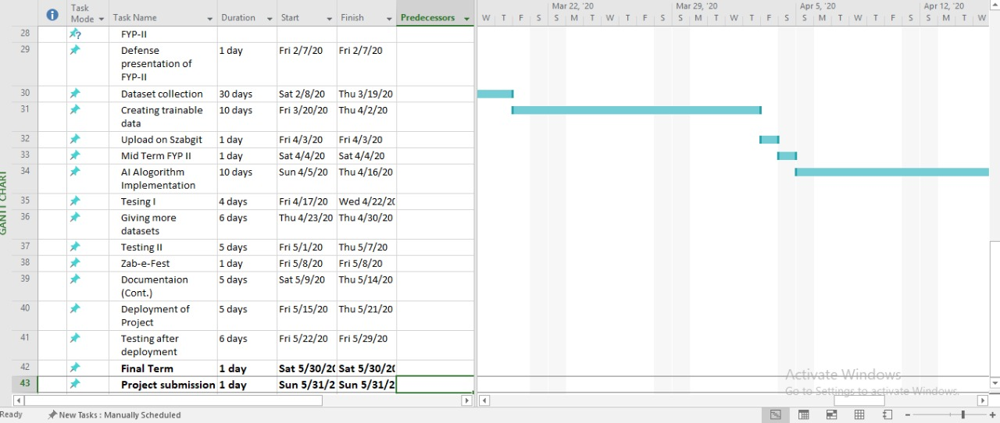 Task Mode Task Name Duration Start Finish Predecessors
Mar 22, '20 Mar 29, '20 Apr 5, '20 Apr 12, '20
W T F S S M T W T F S S M T W T F S S M T W T F S S M T W
28 FYP-II
29 Defense presentation of FYP-II 1 day Fri 2/7/20 Fri 2/7/20
30 Dataset collection 30 days Sat 2/8/20 Thu 3/19/20
31 Creating trainable data 10 days Fri 3/20/20 Thu 4/2/20
32 Upload on Szabgit 1 day Fri 4/3/20 Fri 4/3/20
33 Mid Term FYP II 1 day Sat 4/4/20 Sat 4/4/20
34 AI Alogorithm Implementation 10 days Sun 4/5/20 Thu 4/16/20
35 Tesing I 4 days Fri 4/17/20 Wed 4/22/20
36 Giving more datasets 6 days Thu 4/23/20 Thu 4/30/20
37 Testing II 5 days Fri 5/1/20 Thu 5/7/20
38 Zab-e-Fest 1 day Fri 5/8/20 Fri 5/8/20
39 Documentaion (Cont.) 5 days Sat 5/9/20 Thu 5/14/20
40 Deployment of Project 5 days Fri 5/15/20 Thu 5/21/20
41 Testing after deployment 6 days Fri 5/22/20 Fri 5/29/20
42 Final Term 1 day Sat 5/30/20 Sat 5/30/20
43 Project submission 1 day Sun 5/31/2 Sun 5/31/2
GANTT CHART
Activate Windows
Go to Settings to activate Windows.
Ready New Tasks : Manually Scheduled